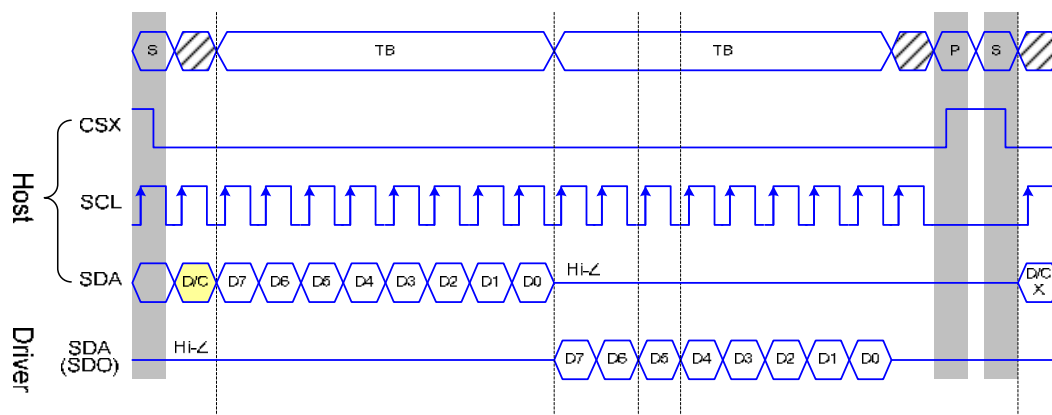 S TB TB P S
CSX
SCL
SDA D/C D7 D6 D5 D4 D3 D2 D1 D0 Hi-Z D/C
X
Host
SDA
(SDO) Hi-Z D7 D6 D5 D4 D3 D2 D1 D0
Driver